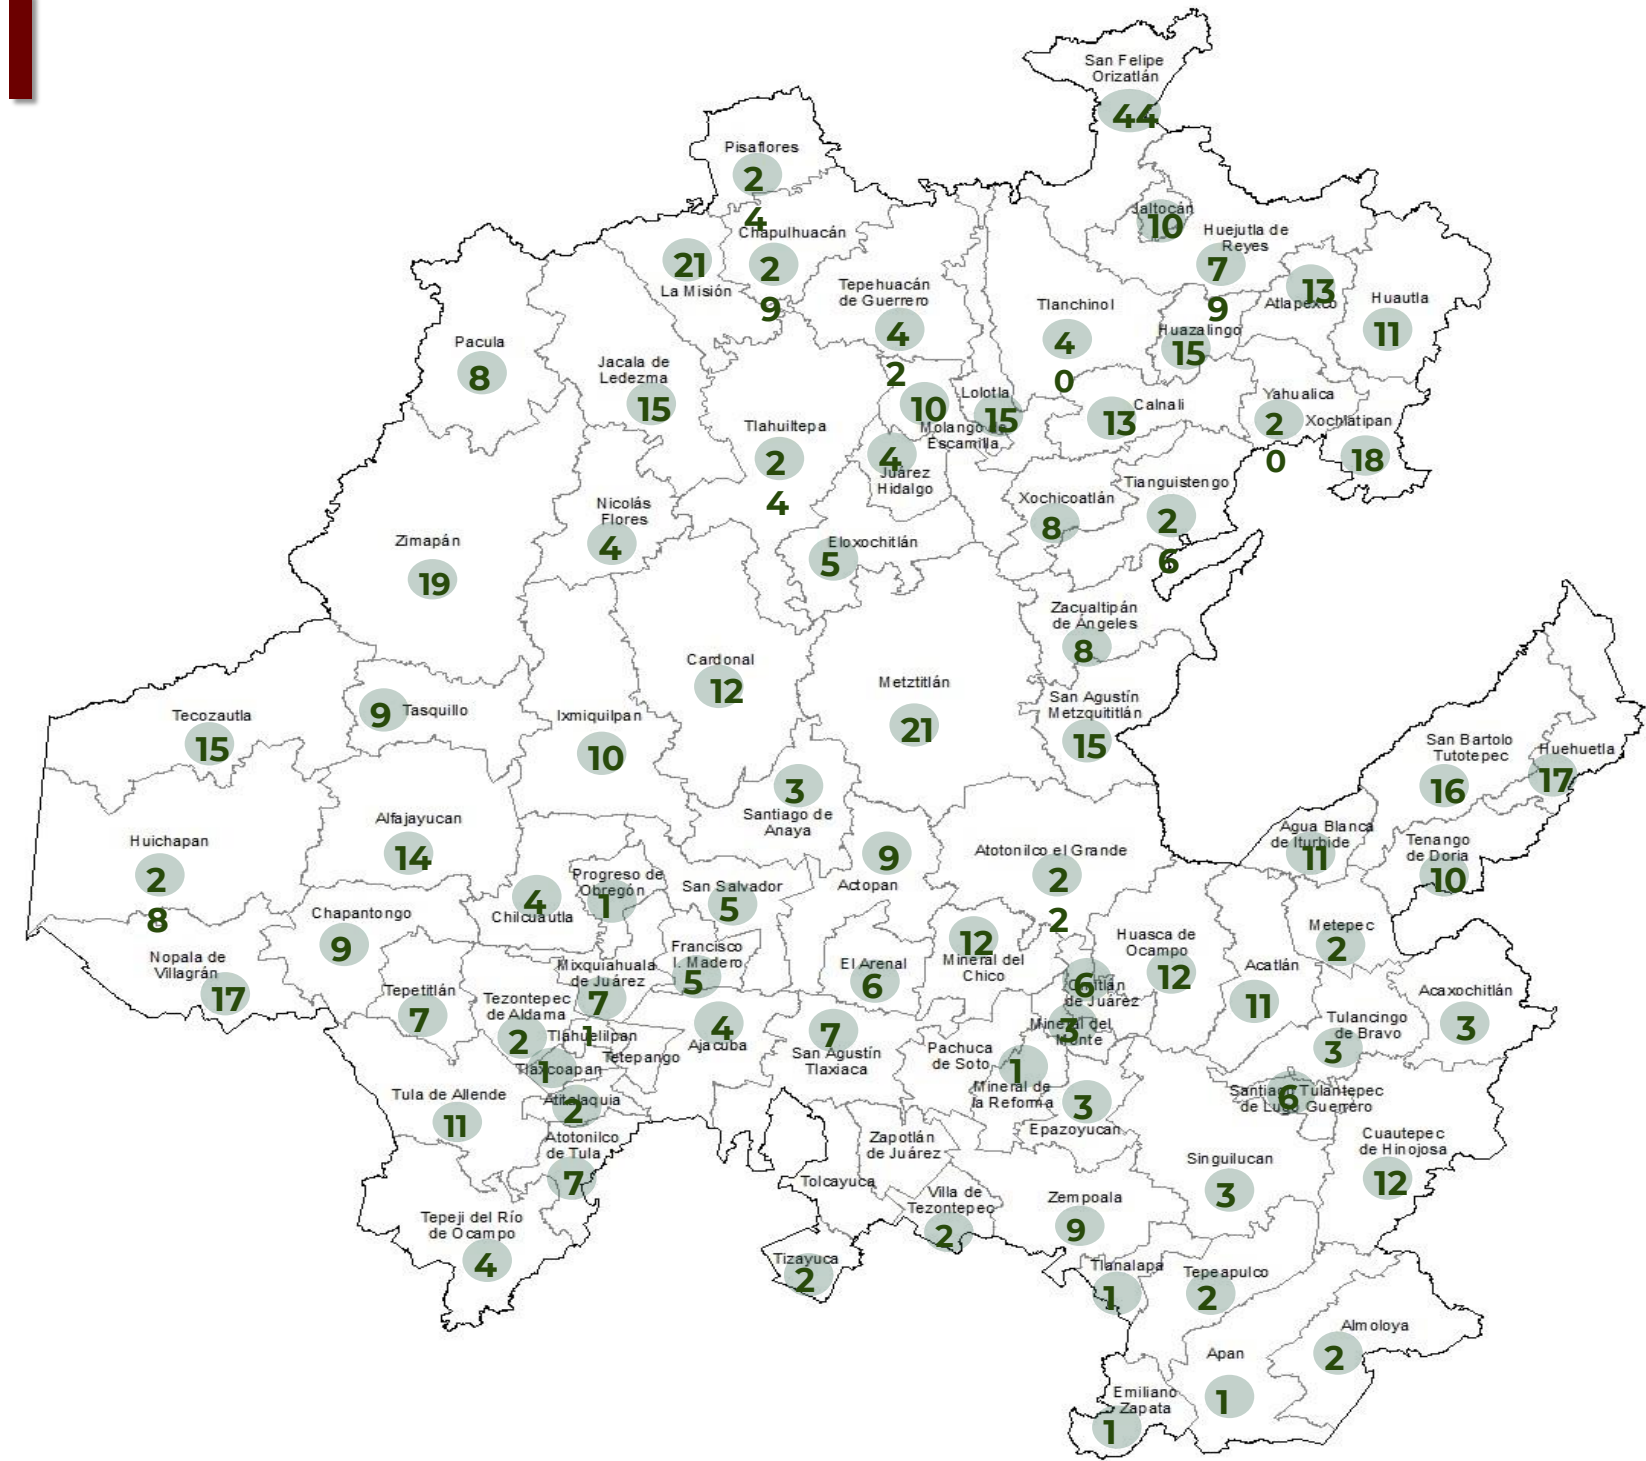 San Felipe
Orizatlán
44
Pisaflores
2
4
Jaltocán
10
Chapulhuacán
2
9
Huejutla de
Reyes
7
9
21
La Misión
Tepehuacán
de Guerrero
4
2
13
Atlapexco
Huautla
11
Tlanchinol
4
0
Huazalingo
15
Pacula
8
Jacala de
Ledezma
15
Lolotla
15
10
Molango de
Escamilla
Calnali
13
Yahualica
2
0
Xochiatipan
18
Tlahuiltepa
2
4
4
Juárez
Hidalgo
Tianguistengo
2
6
Xochicoatlán
8
Nicolás
Flores
4
Zimapán
19
Eloxochitlán
5
Zacualtipán
de Ángeles
8
Cardonal
12
Metztitlán
21
San Agustín
Metzquititlán
15
Tecozautla
15
9
Tasquillo
Ixmiquilpan
10
San Bartolo
Tutotepec
16
Huehuetla
17
3
Santiago de
Anaya
Alfajayucan
14
Huichapan
2
8
Agua Blanca
de Iturbide
11
Tenango
de Doria
10
9
Actopan
Atotonilco el Grande
2
2
Progreso de
Obregón
1
San Salvador
5
4
Chilcuautla
Chapantongo
9
Metepec
2
Huasca de
Ocampo
12
12
Mineral del
Chico
Francisco
I. Madero
5
Nopala de
Villagrán
17
Mixquiahuala
de Juárez
7
El Arenal
6
Acatlán
11
6
Omitlán
de Juárez
Acaxochitlán
3
Tepetitlán
7
Tezontepec
de Aldama
2
Tulancingo
de Bravo
3
Mineral del
Monte
3
4
Ajacuba
7
San Agustín
Tlaxiaca
Tlahuelilpan
1
Tetepango
Pachuca
de Soto
Tlaxcoapan
1
1
Mineral de
la Reforma
Tula de Allende
11
Atitalaquia
2
3
Epazoyucan
Santiago Tulantepec
de Lugo Guerrero
6
Atotonilco
de Tula
7
Zapotlán
de Juárez
Cuautepec
de Hinojosa
12
Singuilucan
3
Tolcayuca
Villa de
Tezontepec
2
Zempoala
9
Tepeji del Río
de Ocampo
4
Tizayuca
2
Tlanalapa
1
Tepeapulco
2
Almoloya
2
Apan
1
Emiliano
Zapata
1